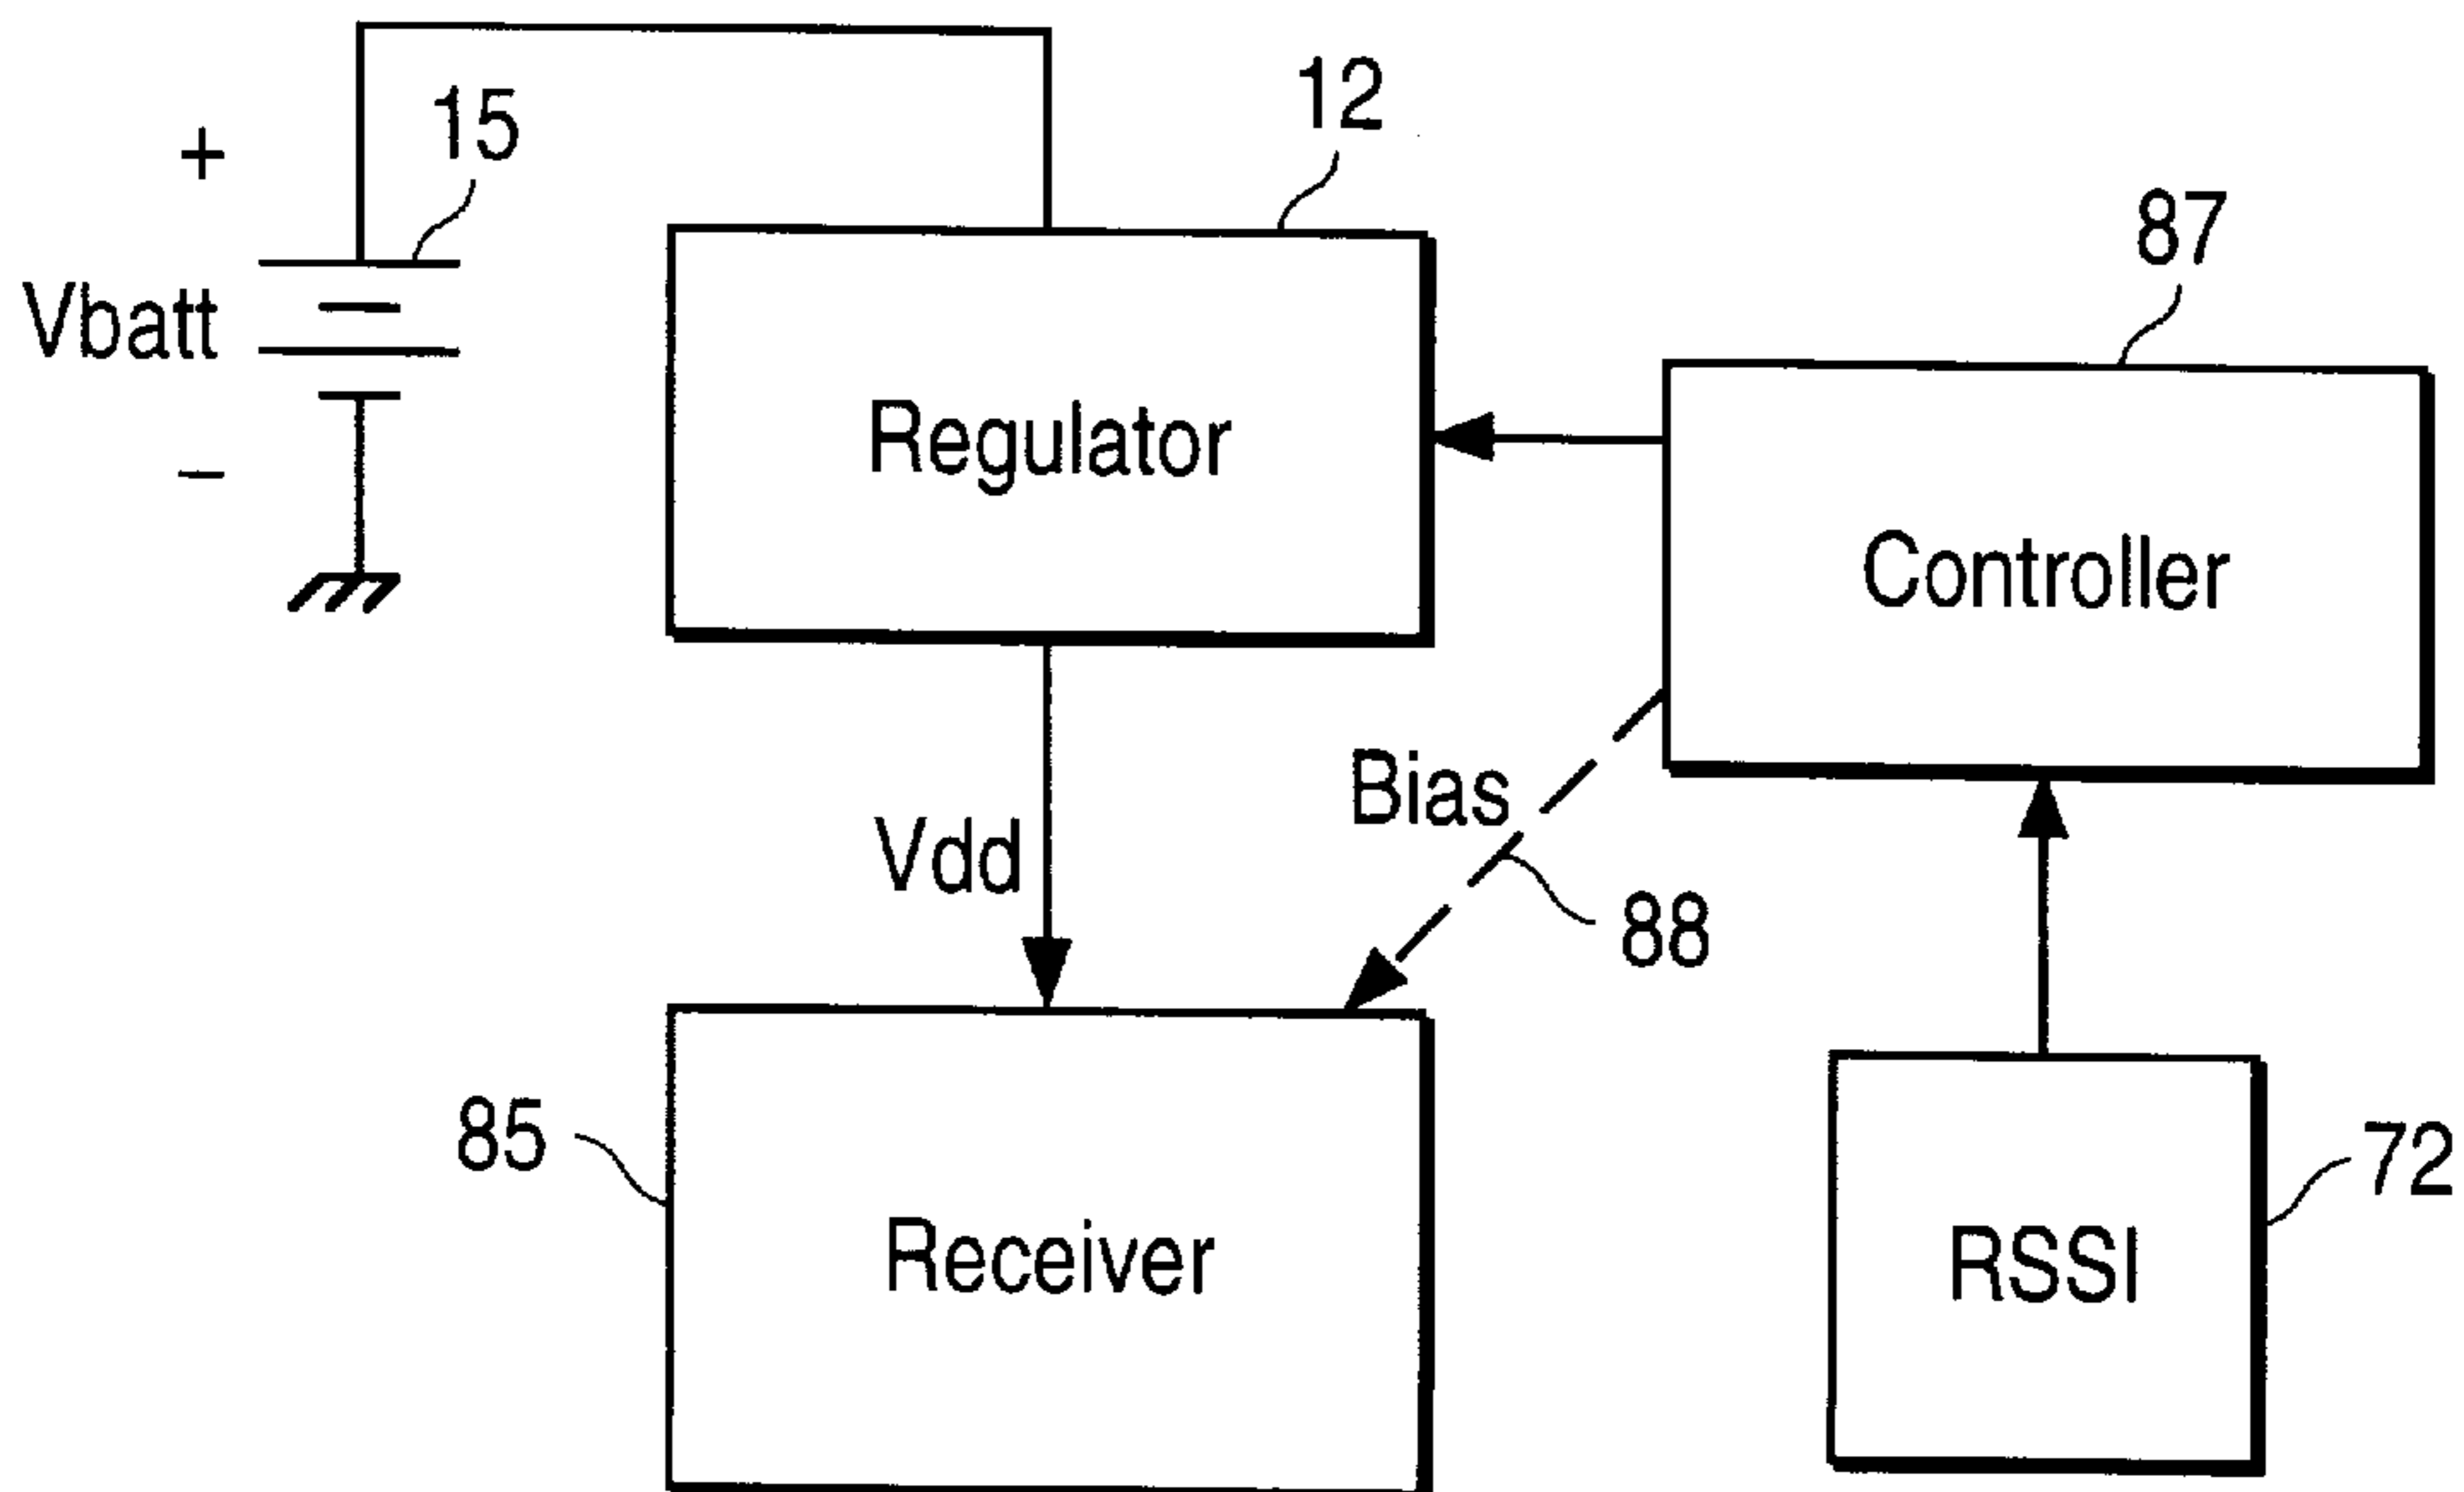 12
15
+
87
Vbatt
Regulator
–
Controller
Bias
Vdd
88
85
72
Receiver
RSSI